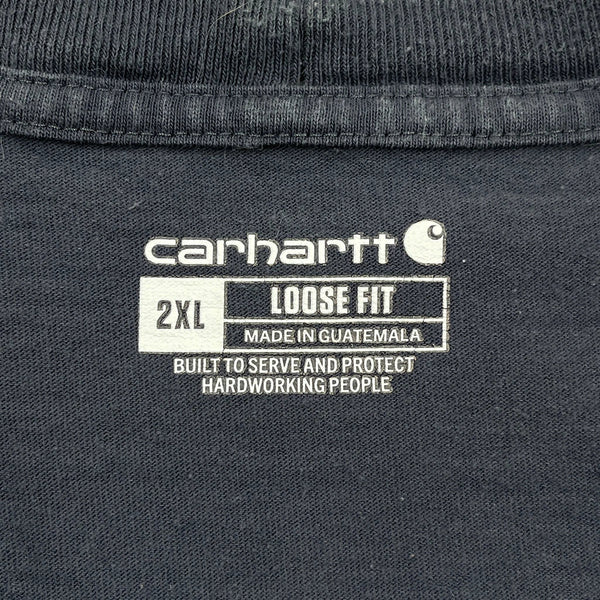 carhartt
2XL
LOOSE FIT
MADE IN GUATEMALA
BUILT TO SERVE AND PROTECT
HARDWORKING PEOPLE